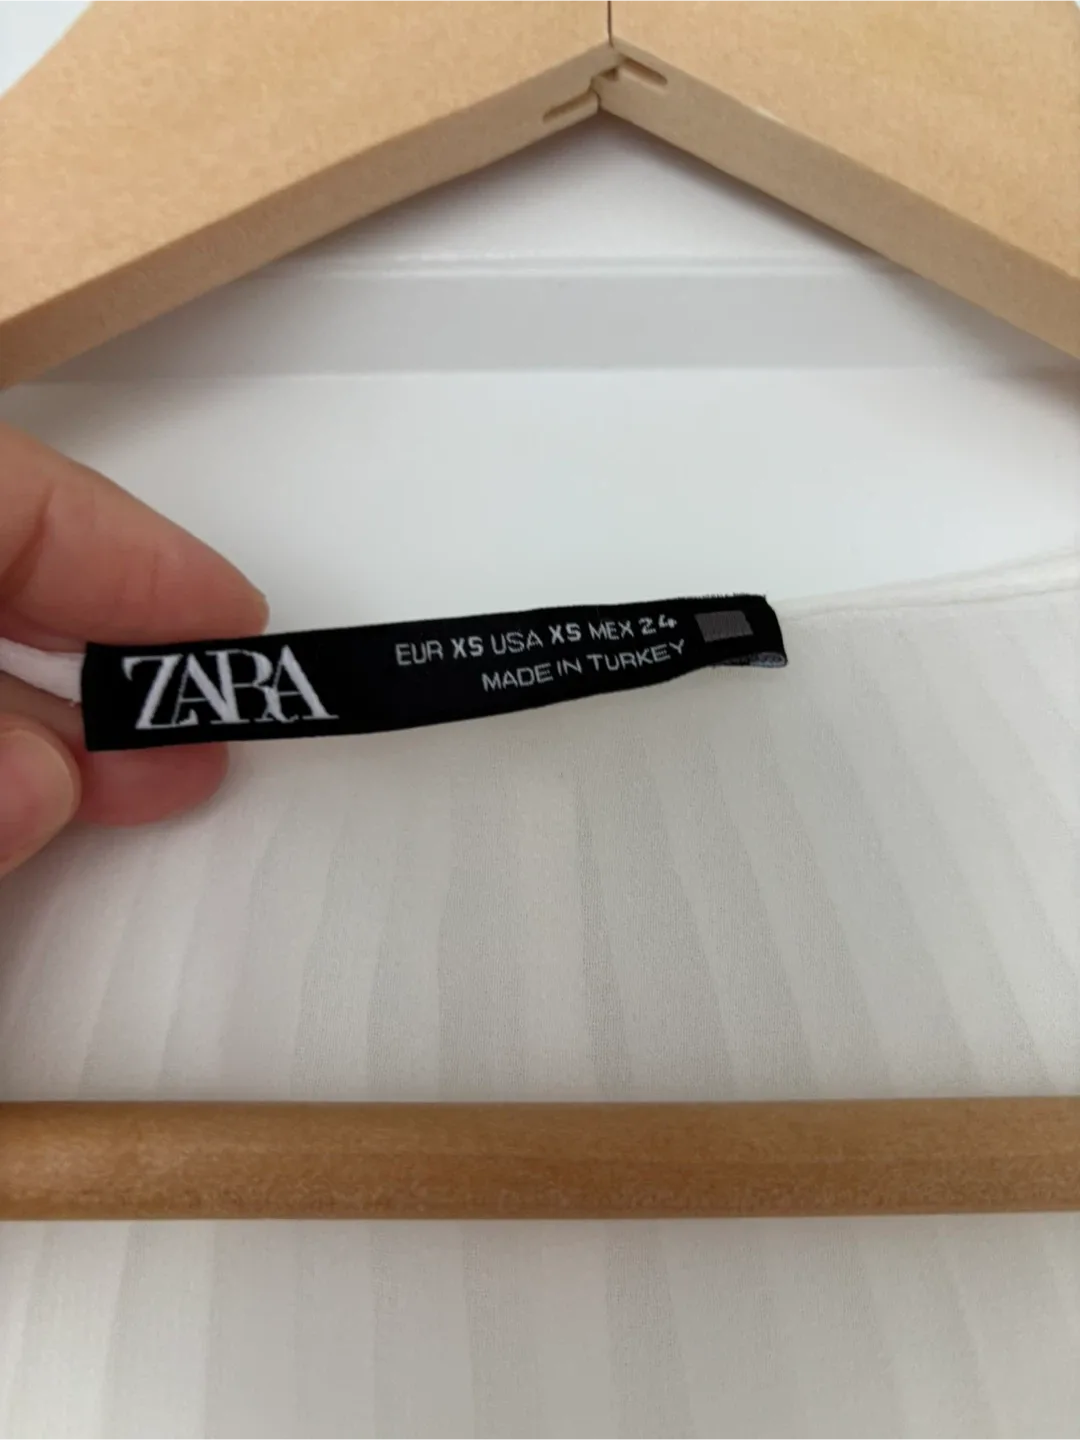 ZARA
EUR XS USA XS MEX 24
MADE IN TURKEY